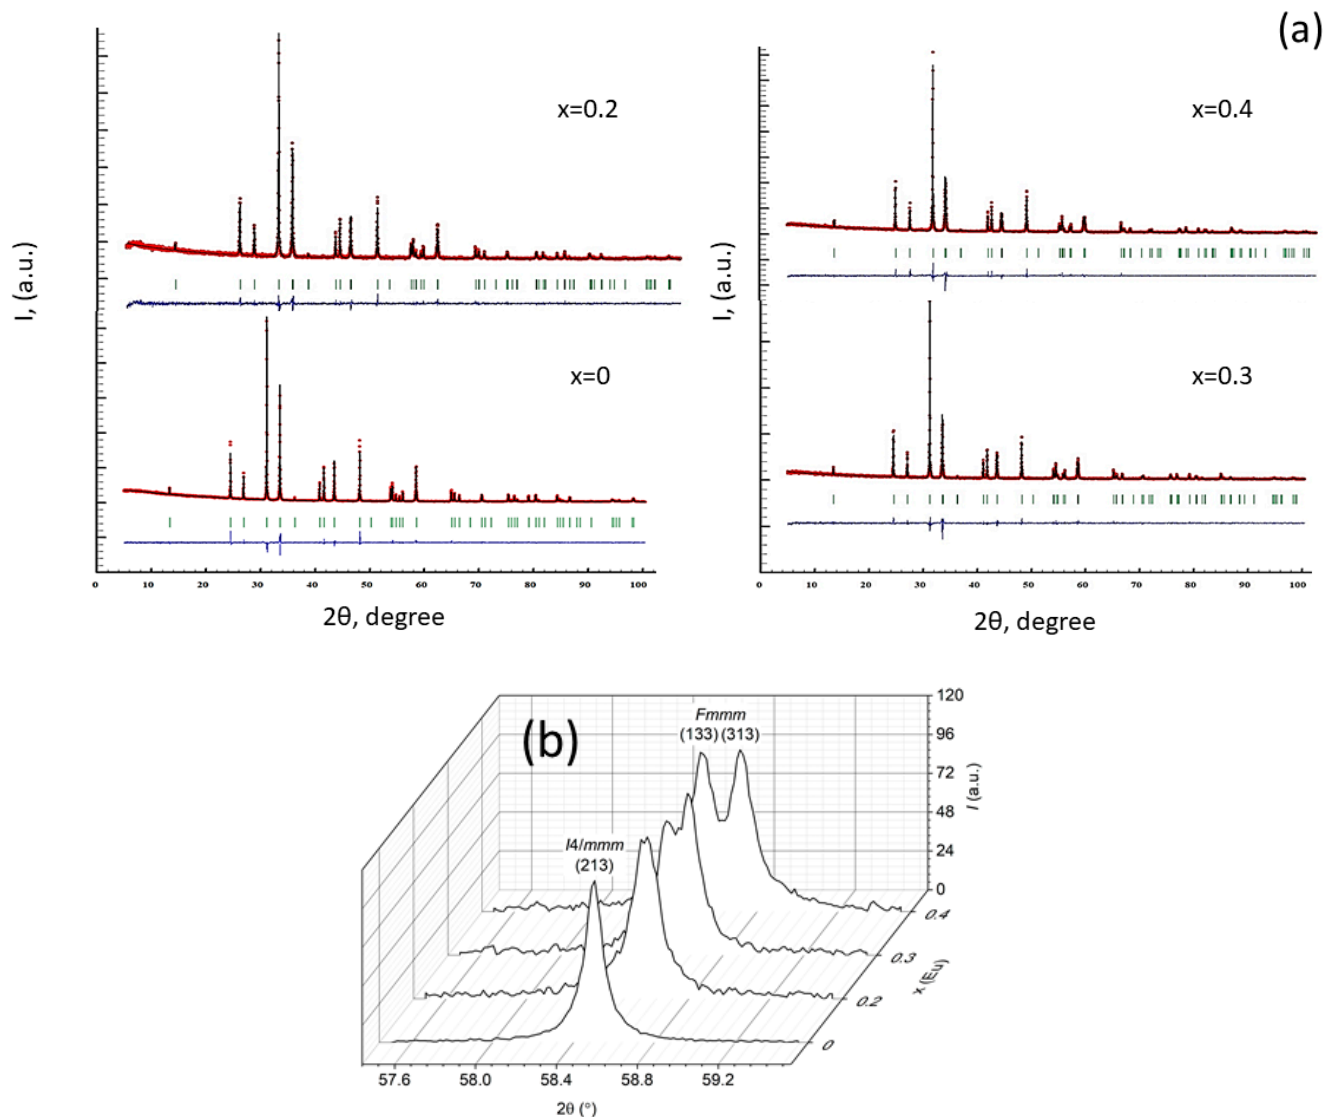 (a)
x=0.2
x=0.4
I, (a.u.)
I, (a.u.)
x=0
x=0.3
0 10 20 30 40 50 60 70 80 90 100
0 10 20 30 40 50 60 70 80 90 100
2θ, degree
2θ, degree
(b)
Fmmm
(133) (313)
I4/mmm
(213)
120
96
72
48
24
0
I (a.u.)
0.4
0.3
0.2
0
x (Eu)
57.6 58.0 58.4 58.8 59.2
2θ (°)